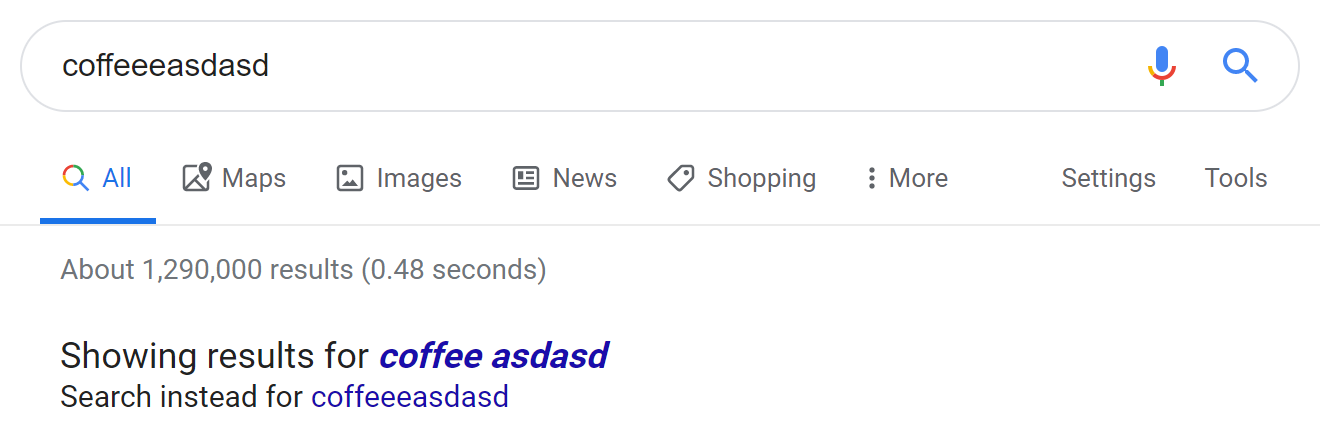 coffeeeasdasd
All Maps Images News Shopping More Settings Tools
About 1,290,000 results (0.48 seconds)
Showing results for coffee asdasd
Search instead for coffeeeasdasd